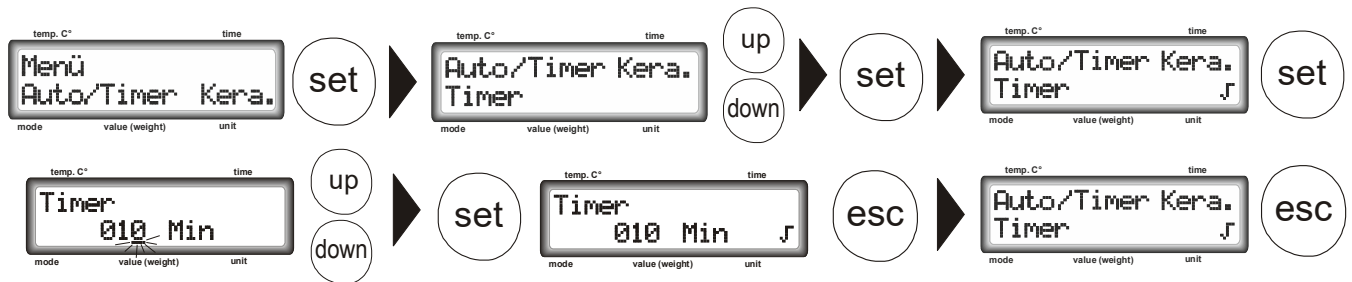 temp. C° time
Menü
Auto/Timer Kera.
mode value (weight) unit
set
temp. C° time
Auto/Timer Kera.
Timer
mode value (weight) unit
up
down
set
temp. C° time
Auto/Timer Kera.
Timer √
mode value (weight) unit
set
temp. C° time
Timer
010 Min
mode value (weight) unit
up
down
set
temp. C° time
Timer
010 Min √
mode value (weight) unit
esc
temp. C° time
Auto/Timer Kera.
Timer √
mode value (weight) unit
esc